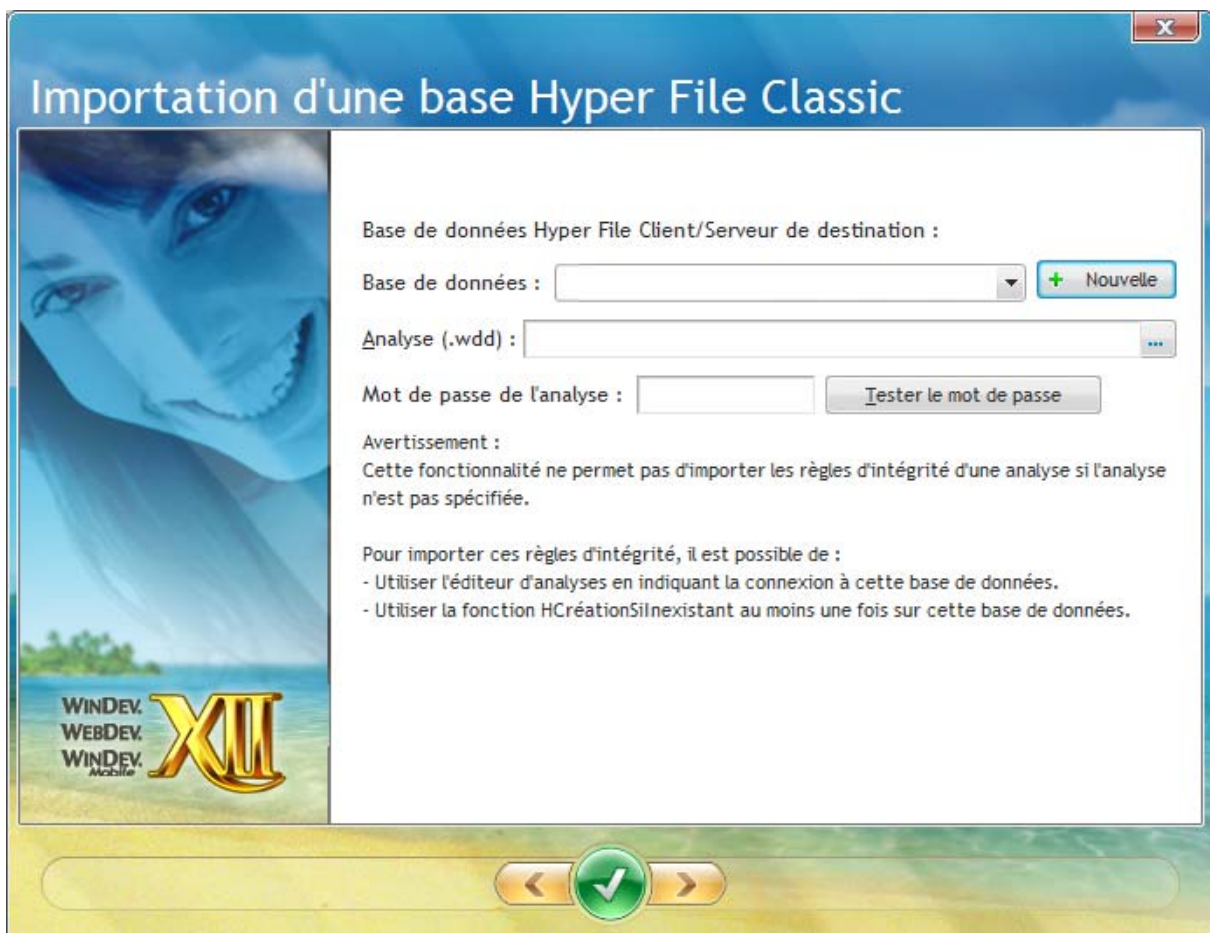 x
Importation d'une base Hyper File Classic
Base de données Hyper File Client/Serveur de destination :
Base de données :
+ Nouvelle
Analyse (.wdd) :
...
Mot de passe de l'analyse :
Tester le mot de passe
Avertissement :
Cette fonctionnalité ne permet pas d'importer les règles d'intégrité d'une analyse si l'analyse
n'est pas spécifiée.
Pour importer ces règles d'intégrité, il est possible de :
- Utiliser l'éditeur d'analyses en indiquant la connexion à cette base de données.
- Utiliser la fonction HCréationSiInexistant au moins une fois sur cette base de données.
WINDEV.
WEBDEV.
WINDEV.
Mobile
XII